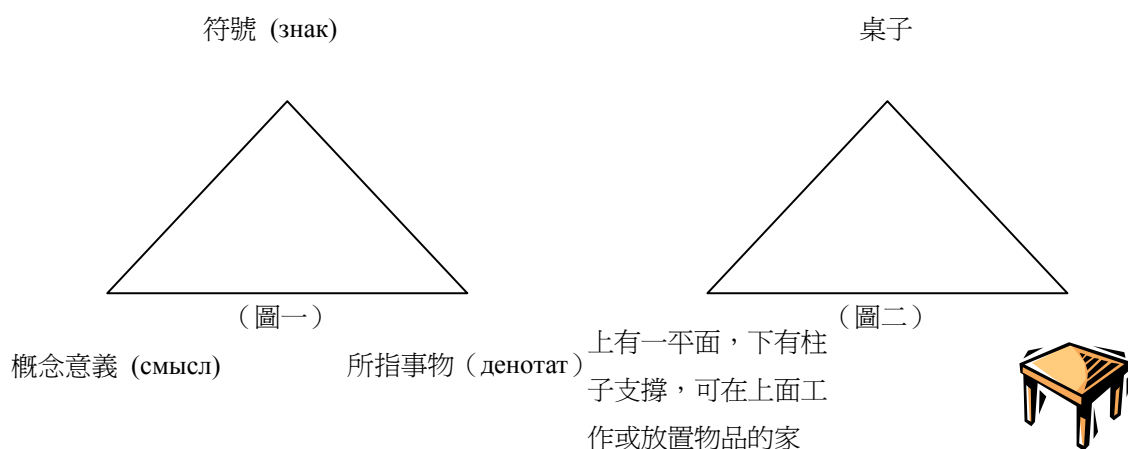 符號 (знак)
桌子
（圖一）
（圖二）
概念意義 (смысл)
所指事物（денотат）
上有一平面，下有柱
子支撐，可在上面工
作或放置物品的家